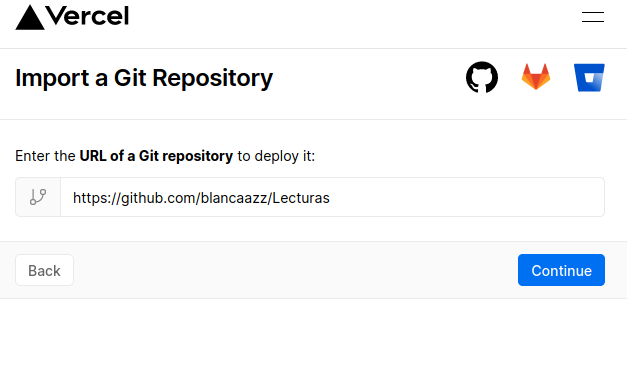 Vercel
Import a Git Repository
Enter the URL of a Git repository to deploy it:
https://github.com/blancaazz/Lecturas
Back
Continue